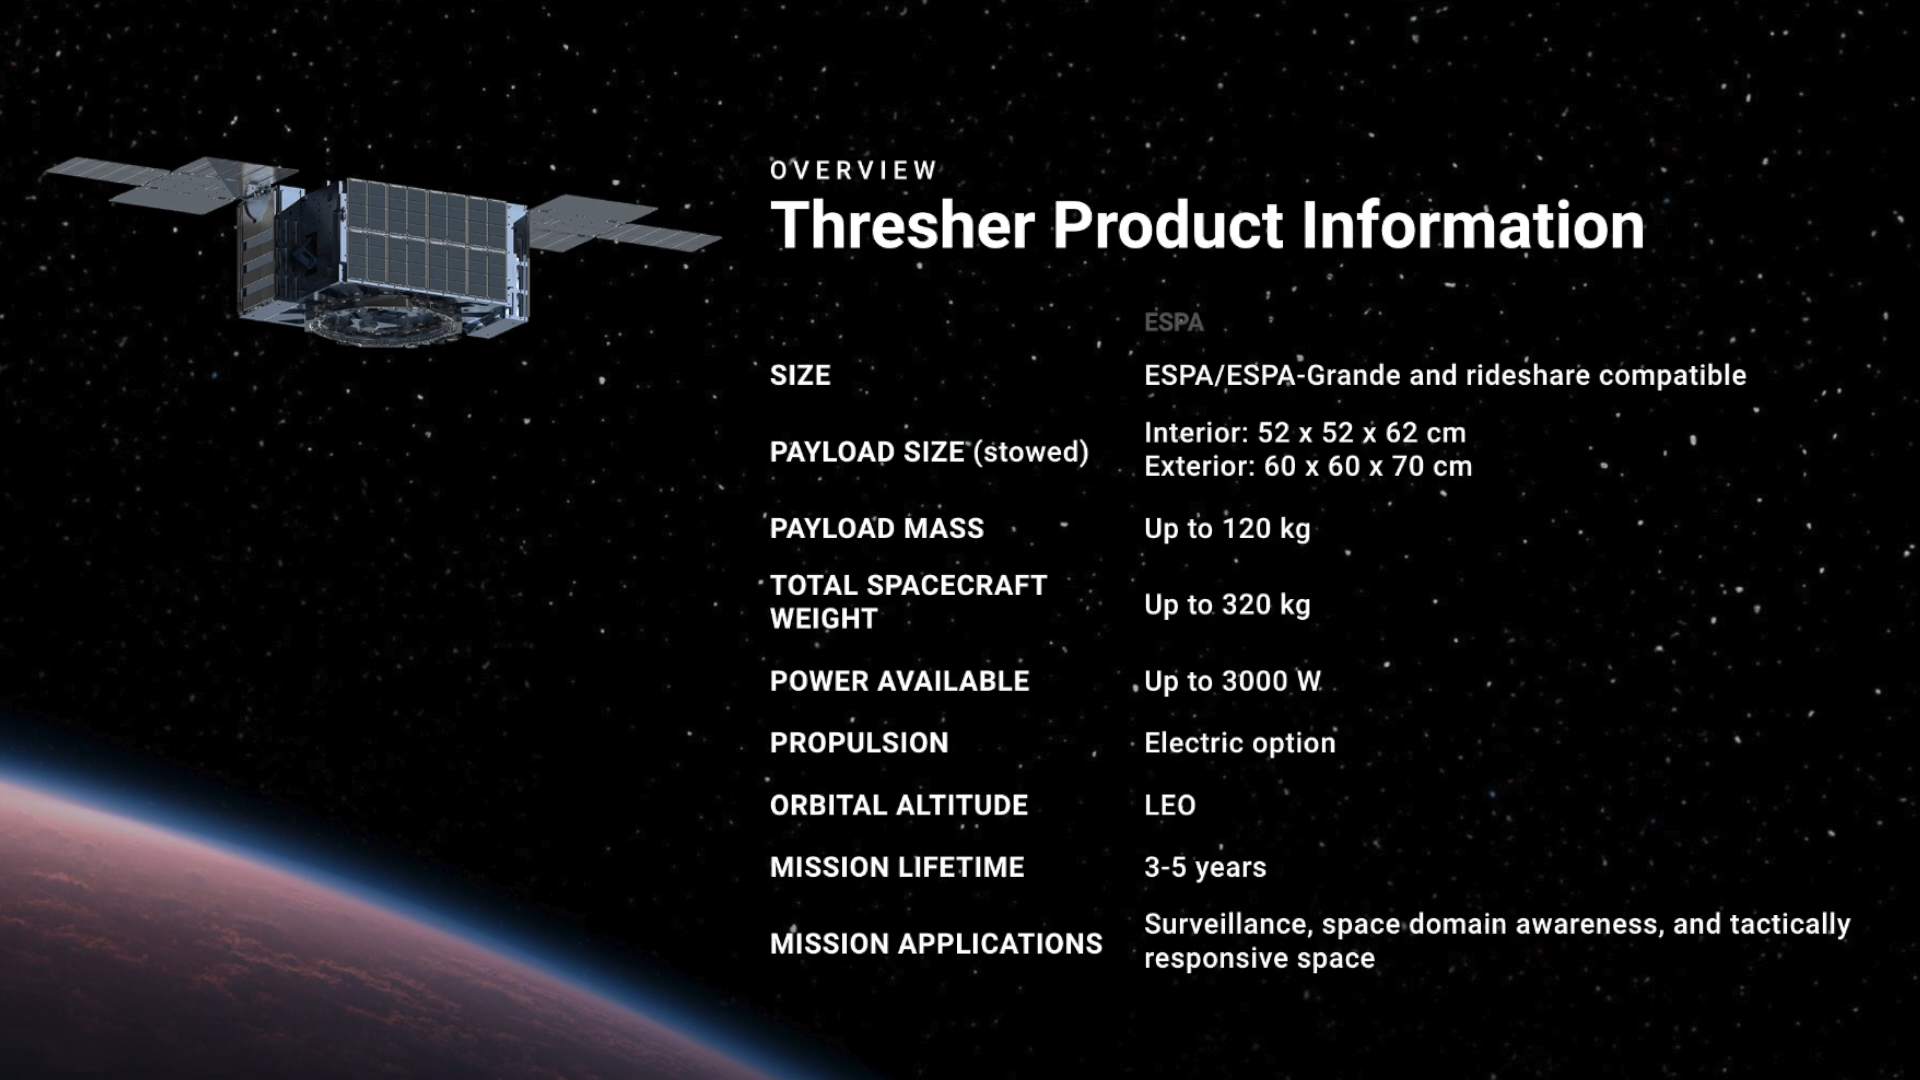 OVERVIEW
Thresher Product Information
ESPA
SIZE
ESPA/ESPA-Grande and rideshare compatible
PAYLOAD SIZE (stowed)
Interior: 52 x 52 x 62 cm
Exterior: 60 x 60 x 70 cm
PAYLOAD MASS
Up to 120 kg
TOTAL SPACECRAFT
WEIGHT
Up to 320 kg
POWER AVAILABLE
Up to 3000 W
PROPULSION
Electric option
ORBITAL ALTITUDE
LEO
MISSION LIFETIME
3-5 years
MISSION APPLICATIONS
Surveillance, space domain awareness, and tactically
responsive space